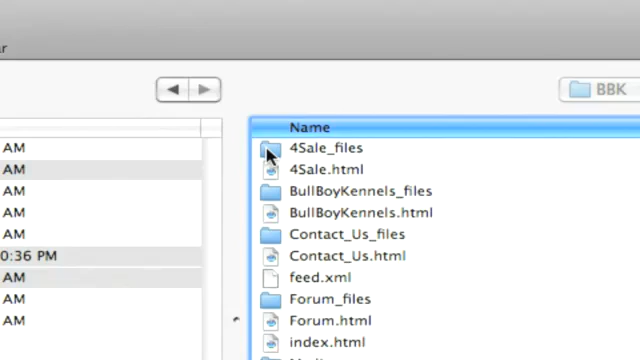 BBK
Name
AM
4Sale_files
AM
4Sale.html
AM
BullBoyKennels_files
AM
BullBoyKennels.html
AM
Contact_Us_files
0:36 PM
Contact_Us.html
AM
feed.xml
AM
Forum_files
AM
Forum.html
index.html